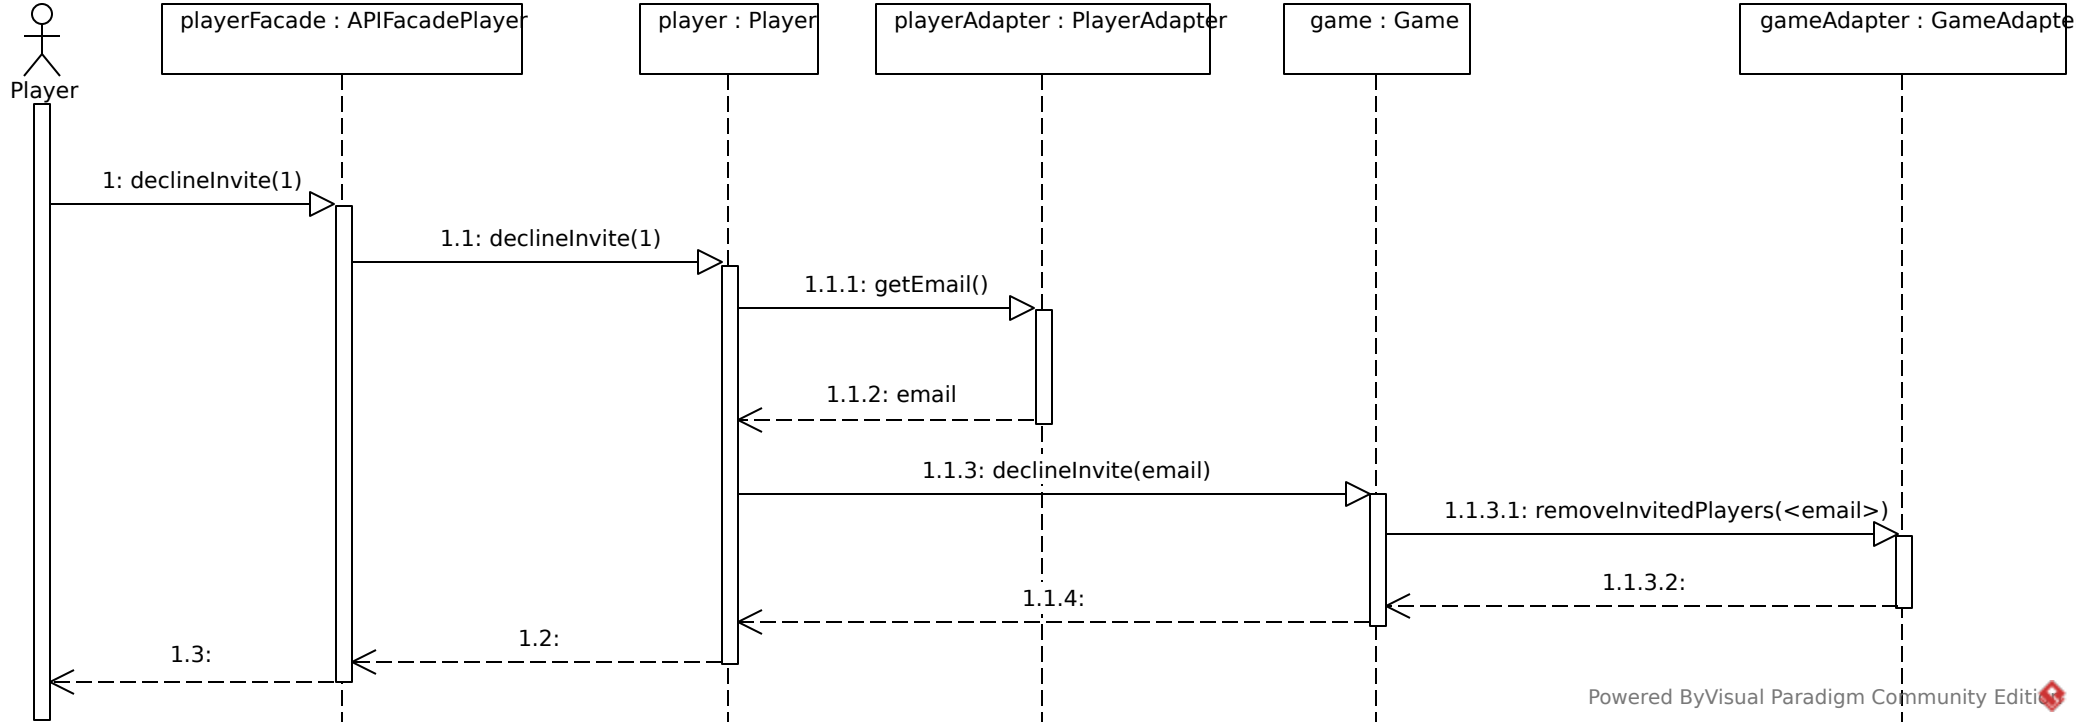 playerFacade : APIFacadePlayer
player : Player
playerAdapter : PlayerAdapter
game : Game
gameAdapter : GameAdapte
Player
1: declineInvite(1)
1.1: declineInvite(1)
1.1.1: getEmail()
1.1.2: email
1.1.3: declineInvite(email)
1.1.3.1: removeInvitedPlayers(<email>)
1.1.3.2:
1.1.4:
1.2:
1.3:
Powered ByVisual Paradigm Community Edition